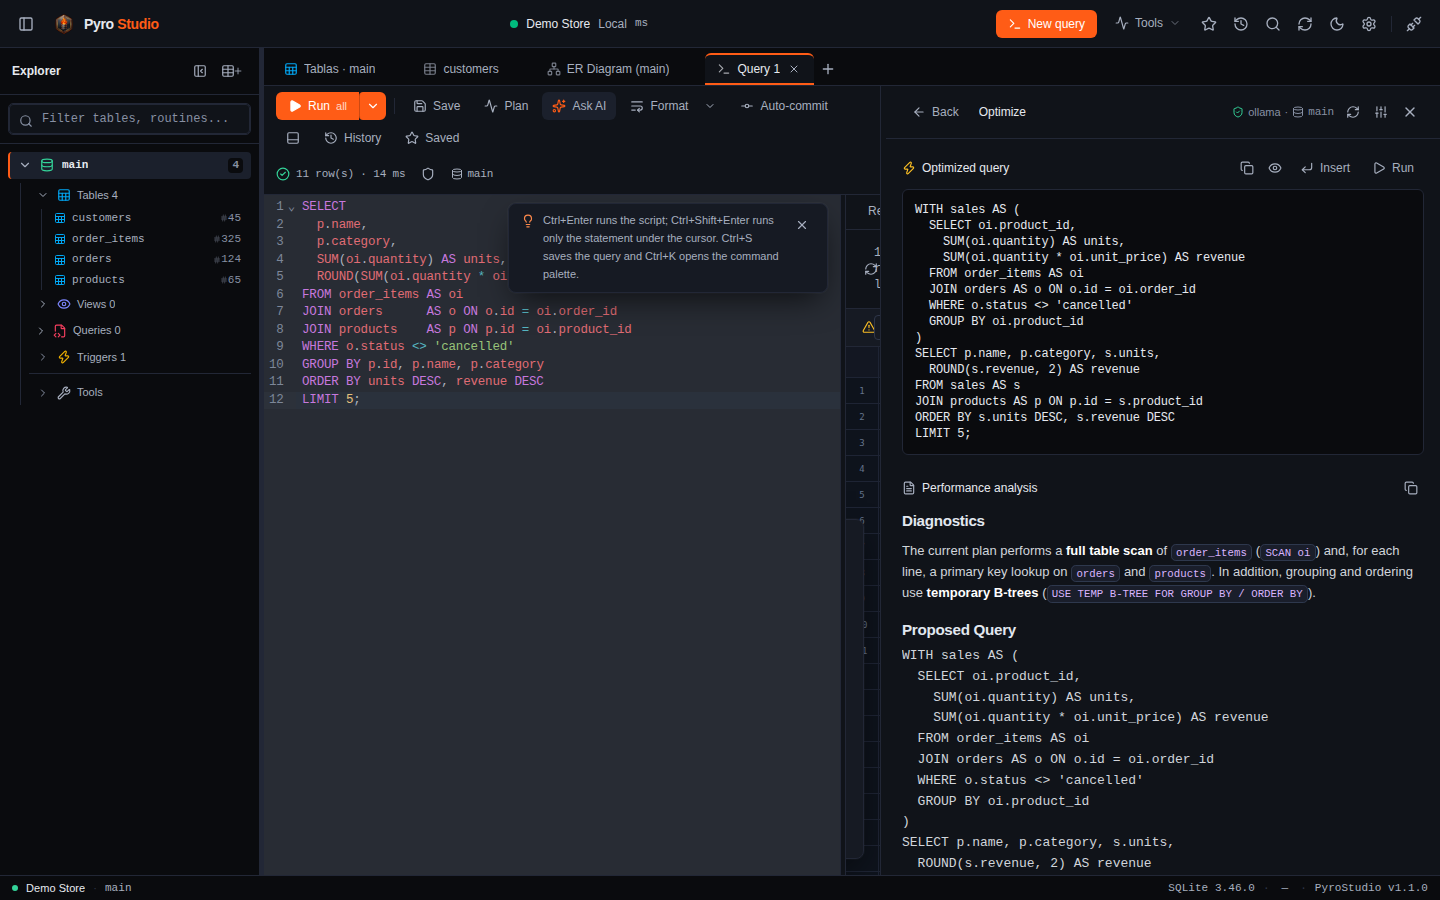 Pyro Studio
Demo Store Local ms
New query
Tools
Explorer
Filter tables, routines...
main 4
Tables 4
customers #45
order_items #325
orders #124
products #65
Views 0
Queries 0
Triggers 1
Tools
Tablas · main
customers
ER Diagram (main)
Query 1
Run all
Save
Plan
Ask AI
Format
Auto-commit
History
Saved
11 row(s) · 14 ms
main
1 SELECT
2 p.name,
3 p.category,
4 SUM(oi.quantity) AS units,
5 ROUND(SUM(oi.quantity * oi
6 FROM order_items AS oi
7 JOIN orders AS o ON o.id = oi.order_id
8 JOIN products AS p ON p.id = oi.product_id
9 WHERE o.status <> 'cancelled'
10 GROUP BY p.id, p.name, p.category
11 ORDER BY units DESC, revenue DESC
12 LIMIT 5;
Ctrl+Enter runs the script; Ctrl+Shift+Enter runs
only the statement under the cursor. Ctrl+S
saves the query and Ctrl+K opens the command
palette.
Re
1
1
2
3
4
5
Back
Optimize
ollama · main
Optimized query
Insert
Run
WITH sales AS (
SELECT oi.product_id,
SUM(oi.quantity) AS units,
SUM(oi.quantity * oi.unit_price) AS revenue
FROM order_items AS oi
JOIN orders AS o ON o.id = oi.order_id
WHERE o.status <> 'cancelled'
GROUP BY oi.product_id
)
SELECT p.name, p.category, s.units,
ROUND(s.revenue, 2) AS revenue
FROM sales AS s
JOIN products AS p ON p.id = s.product_id
ORDER BY s.units DESC, s.revenue DESC
LIMIT 5;
Performance analysis
Diagnostics
The current plan performs a full table scan of order_items (SCAN oi) and, for each
line, a primary key lookup on orders and products. In addition, grouping and ordering
use temporary B-trees (USE TEMP B-TREE FOR GROUP BY / ORDER BY).
Proposed Query
WITH sales AS (
SELECT oi.product_id,
SUM(oi.quantity) AS units,
SUM(oi.quantity * oi.unit_price) AS revenue
FROM order_items AS oi
JOIN orders AS o ON o.id = oi.order_id
WHERE o.status <> 'cancelled'
GROUP BY oi.product_id
)
SELECT p.name, p.category, s.units,
ROUND(s.revenue, 2) AS revenue
Demo Store · main
SQLite 3.46.0 · — · PyroStudio v1.1.0